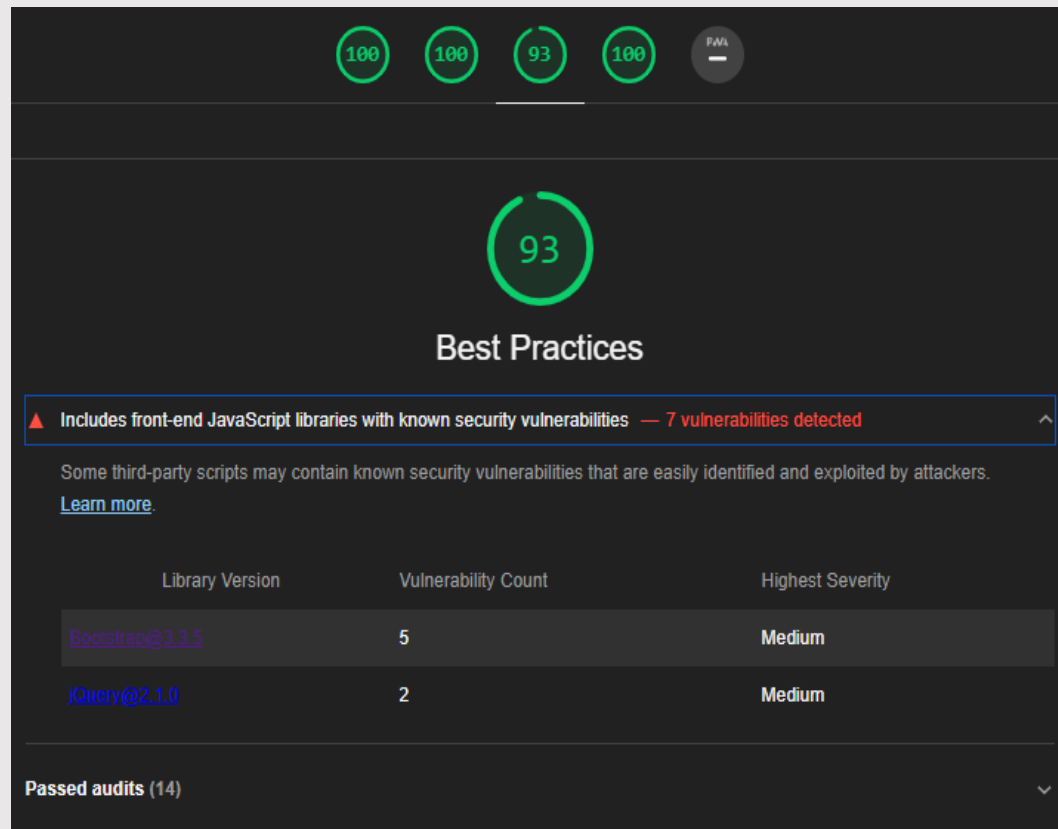 100 100 93 100 PWA
93
Best Practices
Includes front-end JavaScript libraries with known security vulnerabilities — 7 vulnerabilities detected
Some third-party scripts may contain known security vulnerabilities that are easily identified and exploited by attackers.
Learn more.
Library Version Vulnerability Count Highest Severity
Bootstrap@3.3.5 5 Medium
jQuery@2.1.0 2 Medium
Passed audits (14)